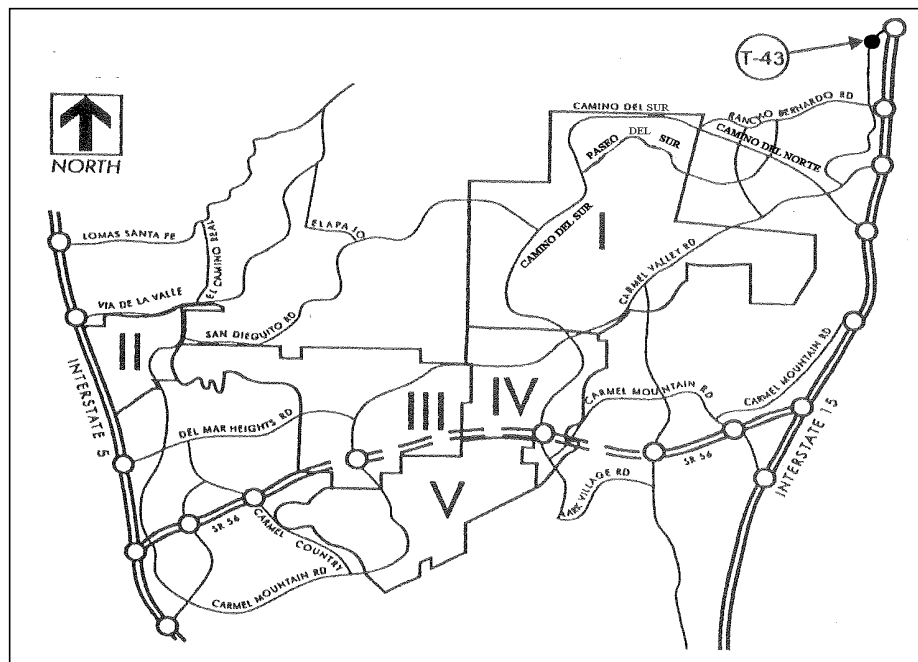 T-43
NORTH
CAMINO DEL SUR
RANCHO BERNARDO RD
PASEO DEL SUR
CAMINO DEL NORTE
LOMAS SANTA FE
EL CAMINO REAL
EL APAJO
CAMINO DEL SUR
I
CARMEL VALLEY RD
VIA DE LA VALLE
SAN DIEGUITO RD
II
INTERSTATE 5
III
IV
CARMEL MOUNTAIN RD
CARMEL MOUNTAIN RD
DEL MAR HEIGHTS RD
SR 56
INTERSTATE 15
V
PARK VILLAGE RD
SR 56
CARMEL COUNTRY
CARMEL MOUNTAIN RD